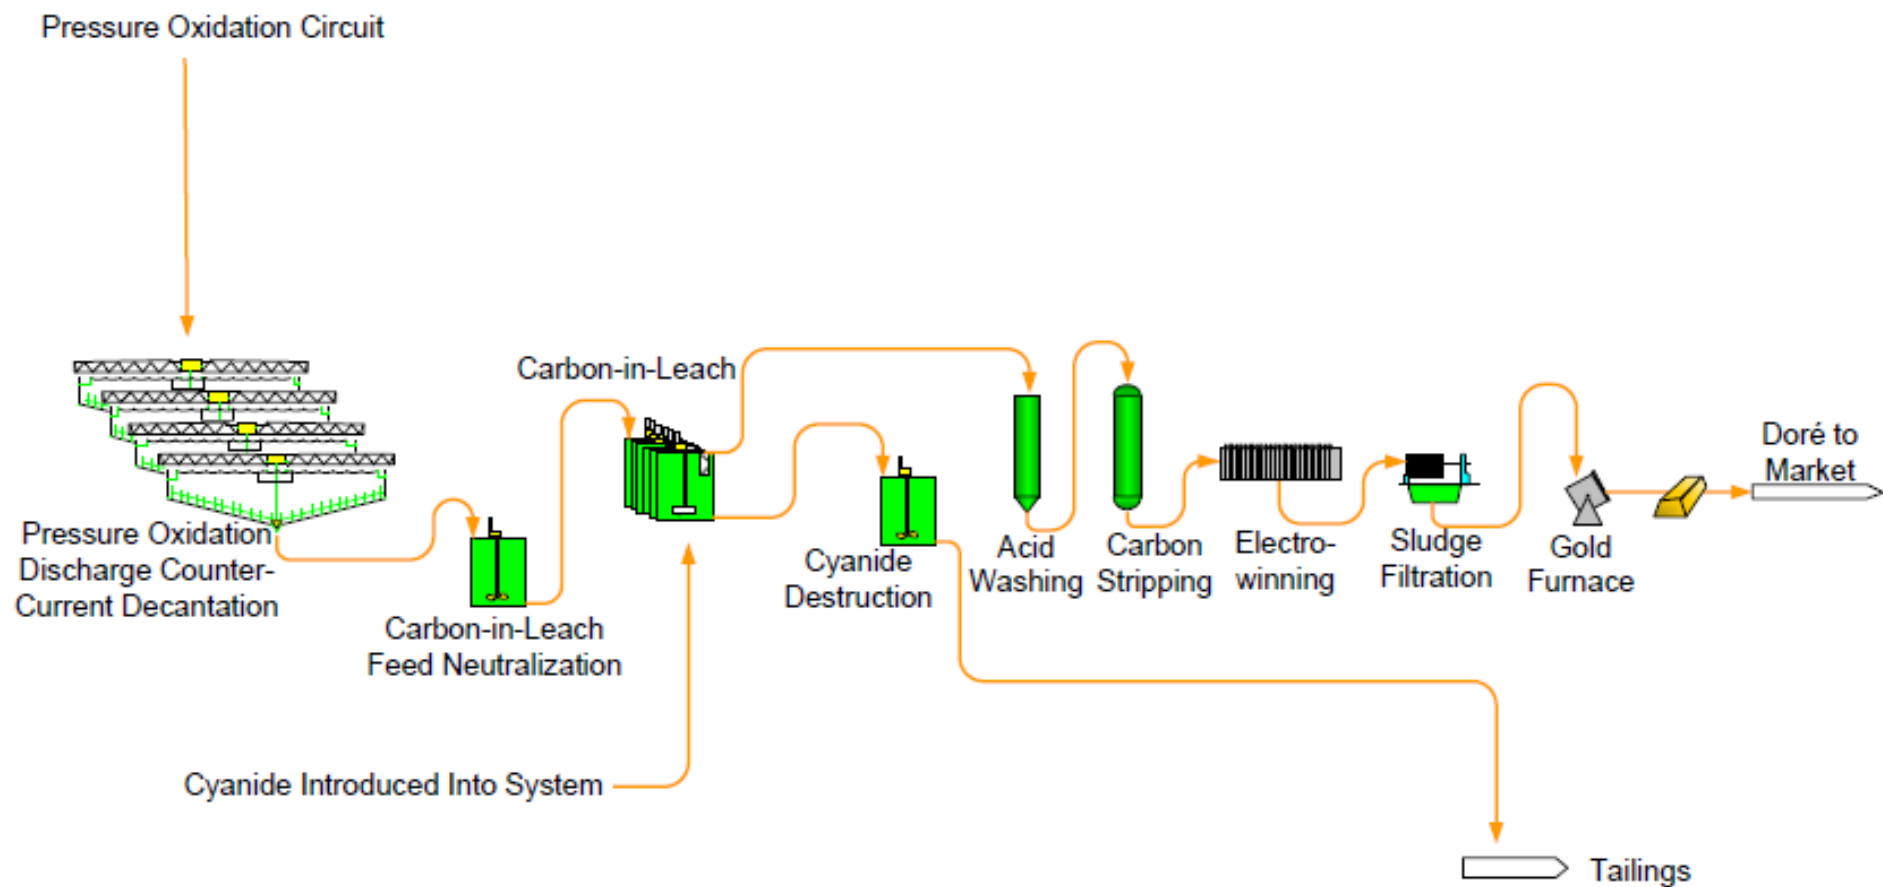 Pressure Oxidation Circuit
Carbon-in-Leach
Doré to
Market
Pressure Oxidation
Discharge Counter-
Current Decantation
Carbon-in-Leach
Feed Neutralization
Cyanide
Destruction
Acid
Washing
Carbon
Stripping
Electro-
winning
Sludge
Filtration
Gold
Furnace
Cyanide Introduced Into System
Tailings